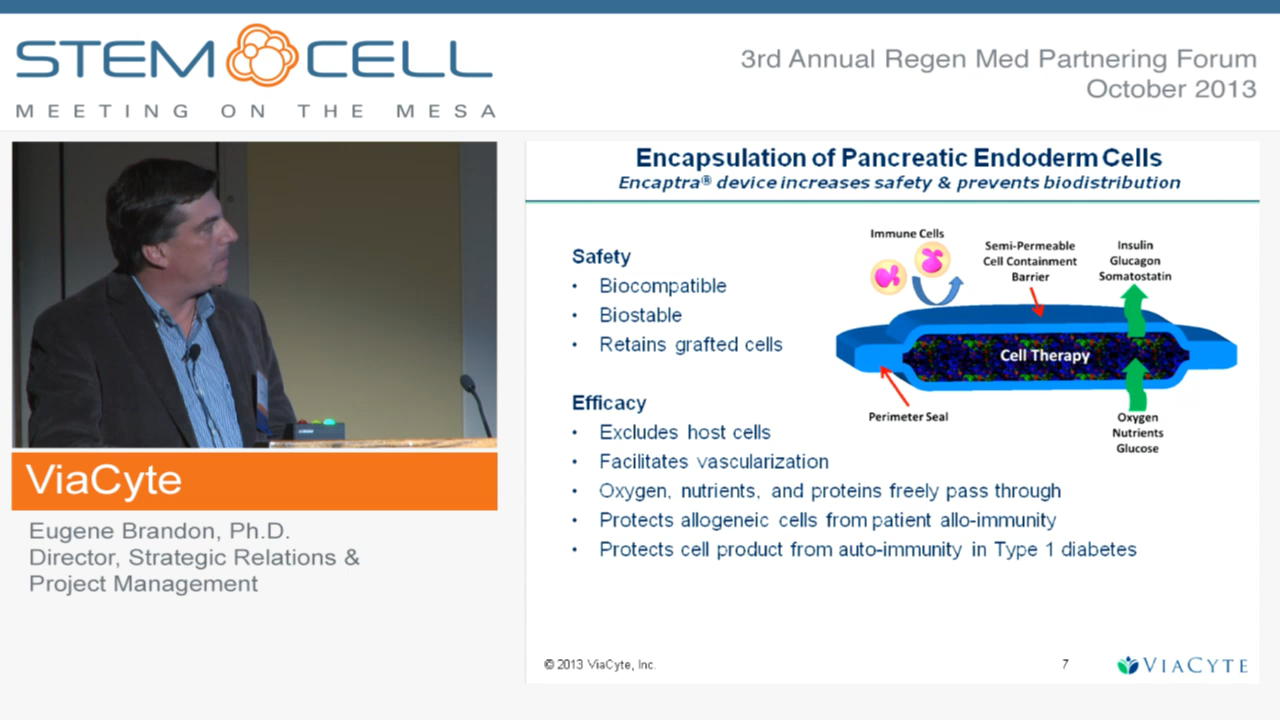 STEM CELL
MEETING ON THE MESA
3rd Annual Regen Med Partnering Forum
October 2013
ViaCyte
Eugene Brandon, Ph.D.
Director, Strategic Relations &
Project Management
Encapsulation of Pancreatic Endoderm Cells
Encaptra® device increases safety & prevents biodistribution
Safety
• Biocompatible
• Biostable
• Retains grafted cells
Efficacy
• Excludes host cells
• Facilitates vascularization
• Oxygen, nutrients, and proteins freely pass through
• Protects allogeneic cells from patient allo-immunity
• Protects cell product from auto-immunity in Type 1 diabetes
Immune Cells
Semi-Permeable
Cell Containment
Barrier
Insulin
Glucagon
Somatostatin
Cell Therapy
Perimeter Seal
Oxygen
Nutrients
Glucose
© 2013 ViaCyte, Inc.
7
VIACYTE